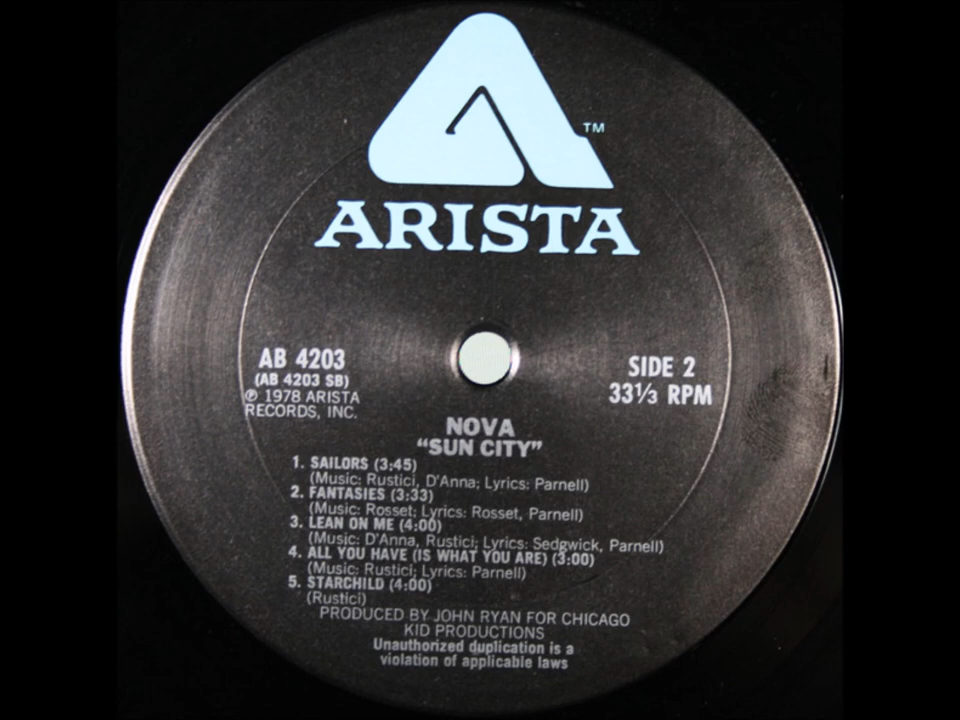 ™
ARISTA
AB 4203
(AB 4203 SB)
℗ 1978 ARISTA
RECORDS, INC.
SIDE 2
33⅓ RPM
NOVA
“SUN CITY”
1. SAILORS (3:45)
(Music: Rustici, D'Anna; Lyrics: Parnell)
2. FANTASIES (3:33)
(Music: Rosset; Lyrics: Rosset, Parnell)
3. LEAN ON ME (4:00)
(Music: D'Anna, Rustici; Lyrics: Sedgwick, Parnell)
4. ALL YOU HAVE (IS WHAT YOU ARE) (3:00)
(Music: Rustici; Lyrics: Parnell)
5. STARCHILD (4:00)
(Rustici)
PRODUCED BY JOHN RYAN FOR CHICAGO
KID PRODUCTIONS
Unauthorized duplication is a
violation of applicable laws